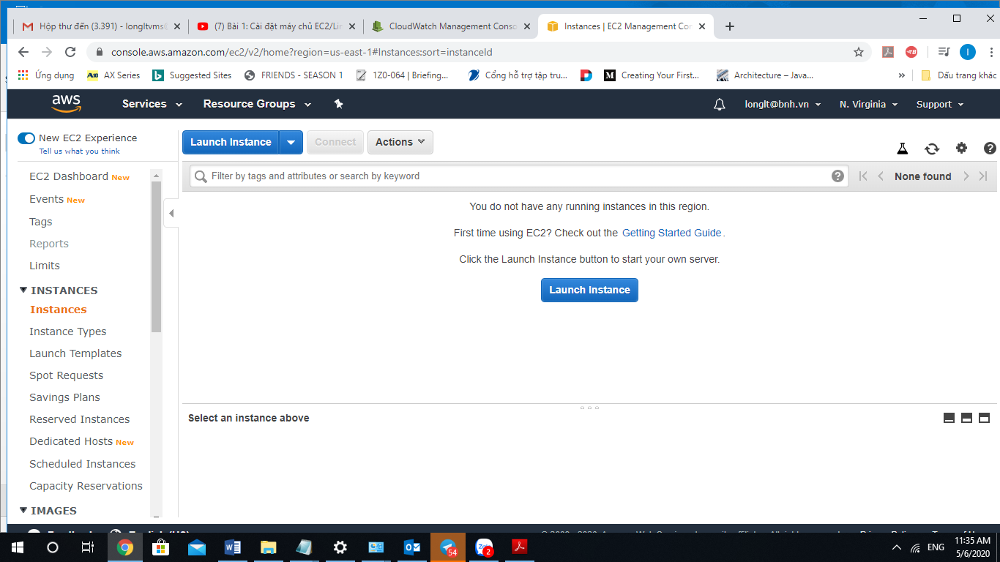 Hộp thư đến (3.391) - longltvms@
(7) Bài 1: Cài đặt máy chủ EC2/Lin
CloudWatch Management Conso
Instances | EC2 Management Con
console.aws.amazon.com/ec2/v2/home?region=us-east-1#Instances:sort=instanceId
Ứng dụng
A10 AX Series
Suggested Sites
FRIENDS - SEASON 1
1Z0-064 | Briefing...
Cổng hỗ trợ tập tru...
Creating Your First...
Architecture – Java...
»
Dấu trang khác
aws
Services
Resource Groups
longlt@bnh.vn
N. Virginia
Support
New EC2 Experience
Tell us what you think
EC2 Dashboard New
Events New
Tags
Reports
Limits
INSTANCES
Instances
Instance Types
Launch Templates
Spot Requests
Savings Plans
Reserved Instances
Dedicated Hosts New
Scheduled Instances
Capacity Reservations
IMAGES
Launch Instance
Connect
Actions
Filter by tags and attributes or search by keyword
None found
You do not have any running instances in this region.
First time using EC2? Check out the Getting Started Guide.
Click the Launch Instance button to start your own server.
Launch Instance
Select an instance above
54
2
ENG
11:35 AM
5/6/2020